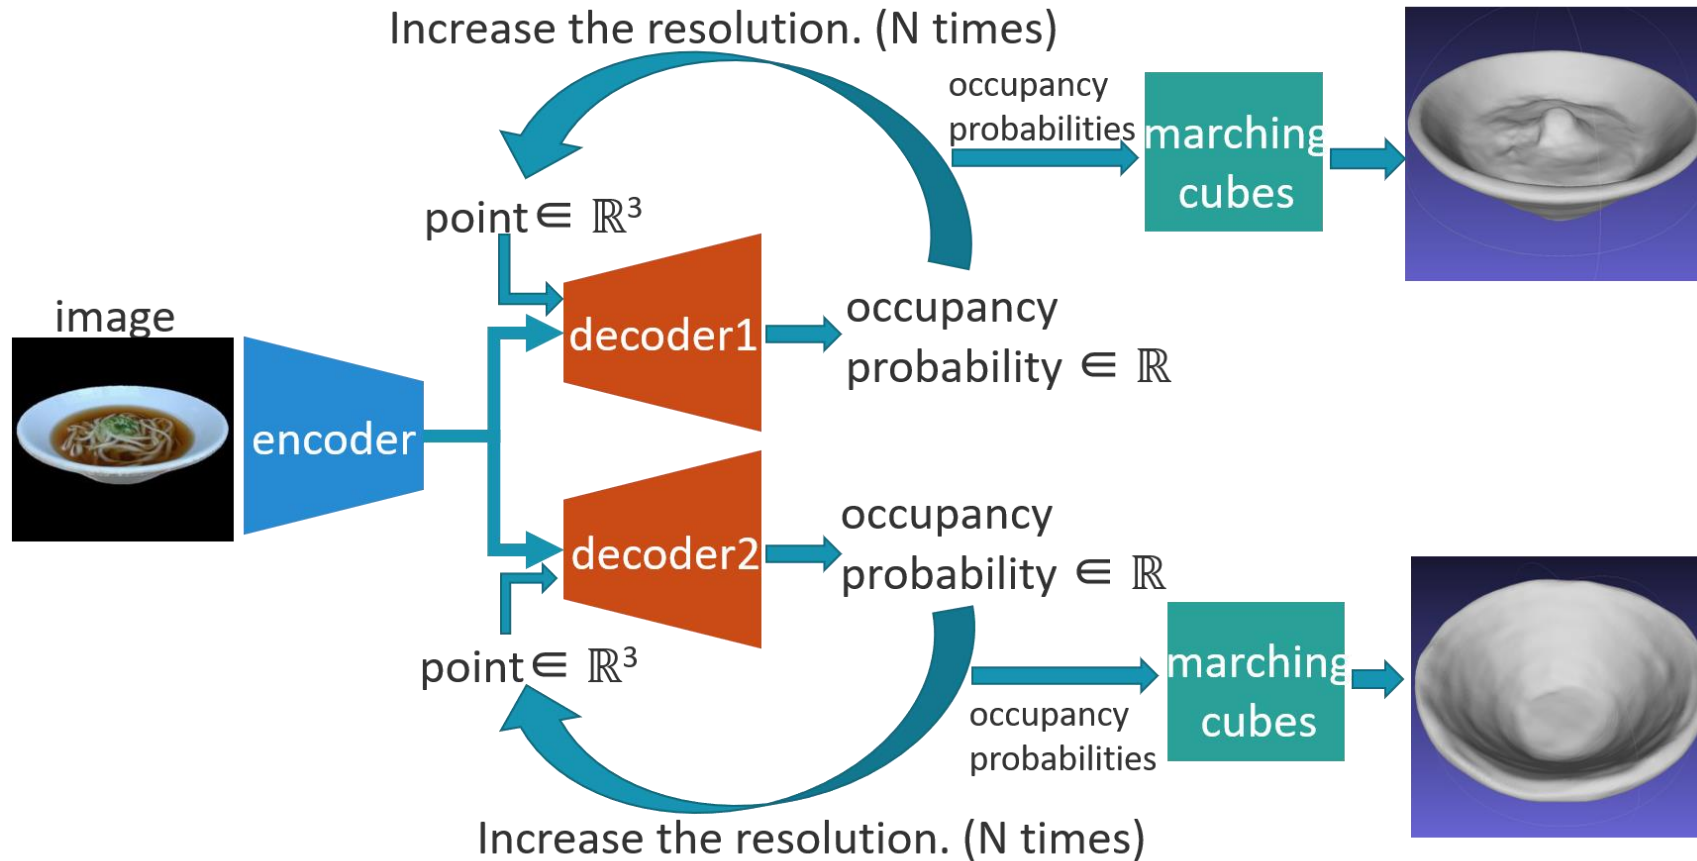 Increase the resolution. (N times)
occupancy
probabilities
marching
cubes
point ∈ ℝ³
image
encoder
decoder1
occupancy
probability ∈ ℝ
decoder2
occupancy
probability ∈ ℝ
point ∈ ℝ³
marching
cubes
occupancy
probabilities
Increase the resolution. (N times)